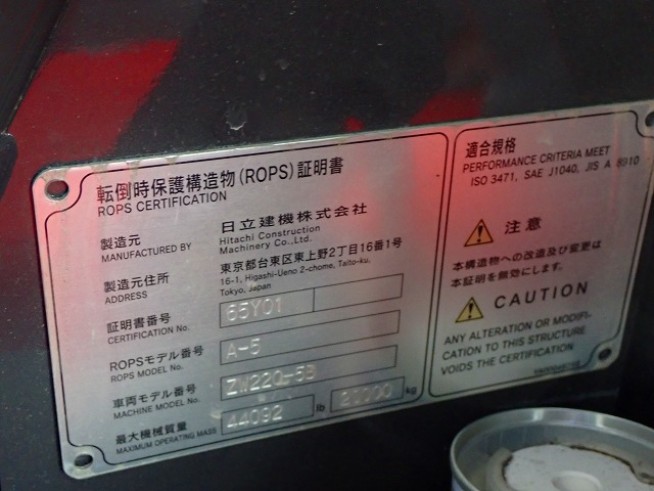 転倒時保護構造物(ROPS)証明書
ROPS CERTIFICATION
製造元
MANUFACTURED BY
日立建機株式会社
Hitachi Construction
Machinery Co.,Ltd.
製造元住所
ADDRESS
東京都台東区東上野2丁目16番1号
16-1, Higashi-Ueno 2-chome, Taito-ku,
Tokyo, Japan
証明書番号
CERTIFICATION No.
65Y01
ROPSモデル番号
ROPS MODEL No.
A-5
車両モデル番号
MACHINE MODEL No.
ZW220-5B
最大機械質量
MAXIMUM OPERATING MASS
44092 lb 20000 kg
適合規格
PERFORMANCE CRITERIA MEET
ISO 3471, SAE J1040, JIS A 8910
注意
本構造物への改造及び変更は
本証明を無効にします。
CAUTION
ANY ALTERATION OR MODIFI-
CATION TO THIS STRUCTURE
VOIDS THE CERTIFICATION